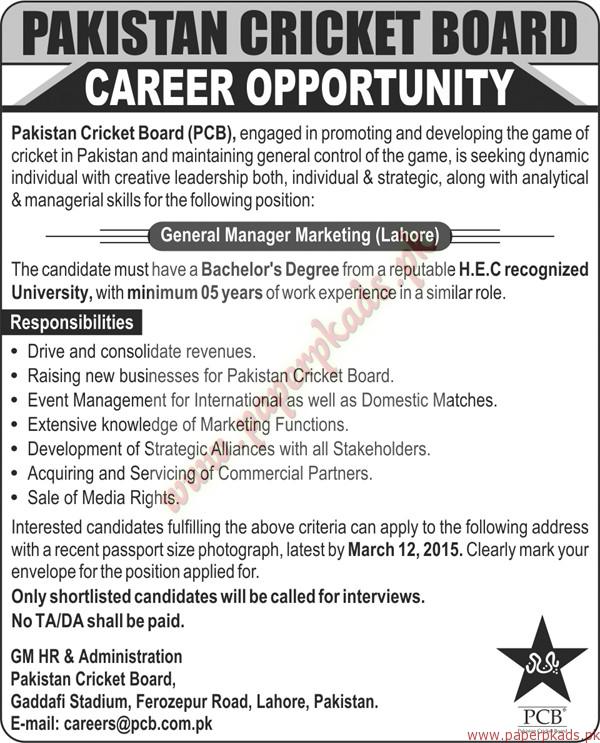 PAKISTAN CRICKET BOARD
CAREER OPPORTUNITY
Pakistan Cricket Board (PCB), engaged in promoting and developing the game of
cricket in Pakistan and maintaining general control of the game, is seeking dynamic
individual with creative leadership both, individual & strategic, along with analytical
& managerial skills for the following position:
General Manager Marketing (Lahore)
The candidate must have a Bachelor's Degree from a reputable H.E.C recognized
University, with minimum 05 years of work experience in a similar role.
Responsibilities
• Drive and consolidate revenues.
• Raising new businesses for Pakistan Cricket Board.
• Event Management for International as well as Domestic Matches.
• Extensive knowledge of Marketing Functions.
• Development of Strategic Alliances with all Stakeholders.
• Acquiring and Servicing of Commercial Partners.
• Sale of Media Rights.
Interested candidates fulfilling the above criteria can apply to the following address
with a recent passport size photograph, latest by March 12, 2015. Clearly mark your
envelope for the position applied for.
Only shortlisted candidates will be called for interviews.
No TA/DA shall be paid.
GM HR & Administration
Pakistan Cricket Board,
Gaddafi Stadium, Ferozepur Road, Lahore, Pakistan.
E-mail: careers@pcb.com.pk
PCB
Pakistan Cricket Board
www.paperpkads.pk
www.paperpkads.pk